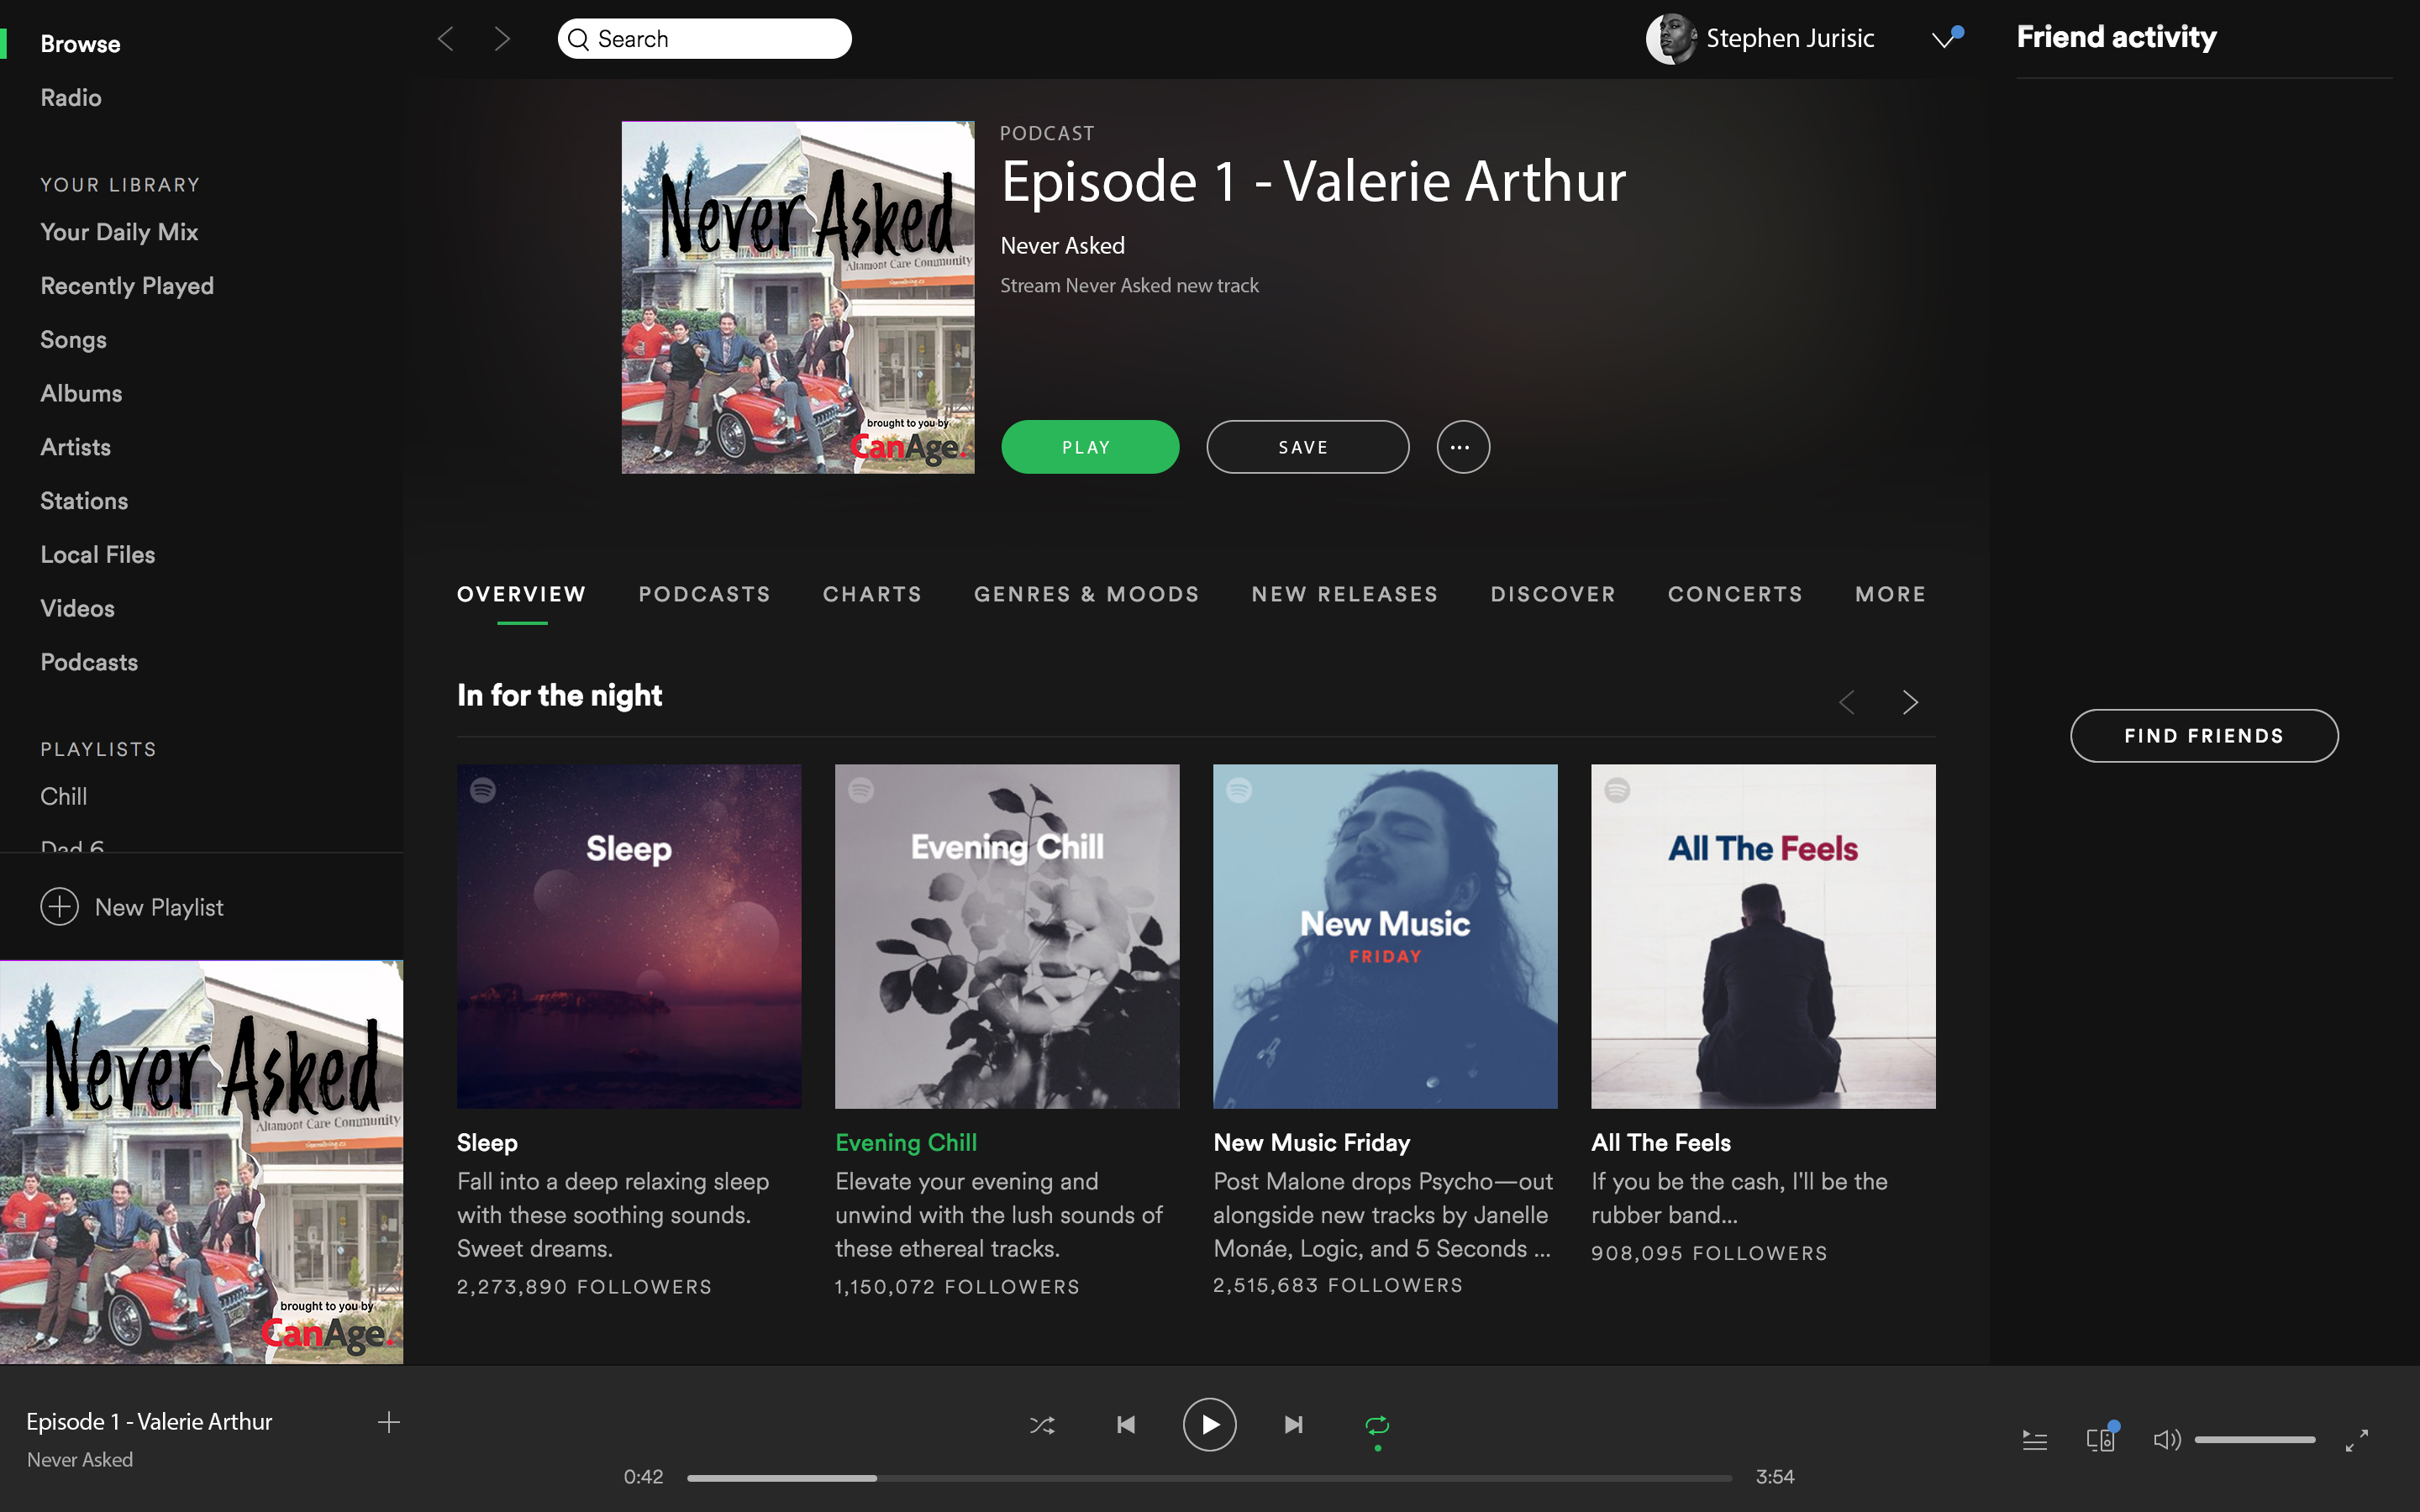 Browse
Radio
YOUR LIBRARY
Your Daily Mix
Recently Played
Songs
Albums
Artists
Stations
Local Files
Videos
Podcasts
PLAYLISTS
Chill
Dad 6
New Playlist
Never Asked
Altamont Care Community
brought to you by
CanAge.
Search
Stephen Jurisic
Never Asked
Altamont Care Community
brought to you by
CanAge.
PODCAST
Episode 1 - Valerie Arthur
Never Asked
Stream Never Asked new track
PLAY
SAVE
OVERVIEW PODCASTS CHARTS GENRES & MOODS NEW RELEASES DISCOVER CONCERTS MORE
In for the night
Sleep
Sleep
Fall into a deep relaxing sleep
with these soothing sounds.
Sweet dreams.
2,273,890 FOLLOWERS
Evening Chill
Evening Chill
Elevate your evening and
unwind with the lush sounds of
these ethereal tracks.
1,150,072 FOLLOWERS
New Music
FRIDAY
New Music Friday
Post Malone drops Psycho—out
alongside new tracks by Janelle
Monáe, Logic, and 5 Seconds ...
2,515,683 FOLLOWERS
All The Feels
All The Feels
If you be the cash, I'll be the
rubber band...
908,095 FOLLOWERS
Friend activity
FIND FRIENDS
Episode 1 - Valerie Arthur
Never Asked
0:42
3:54